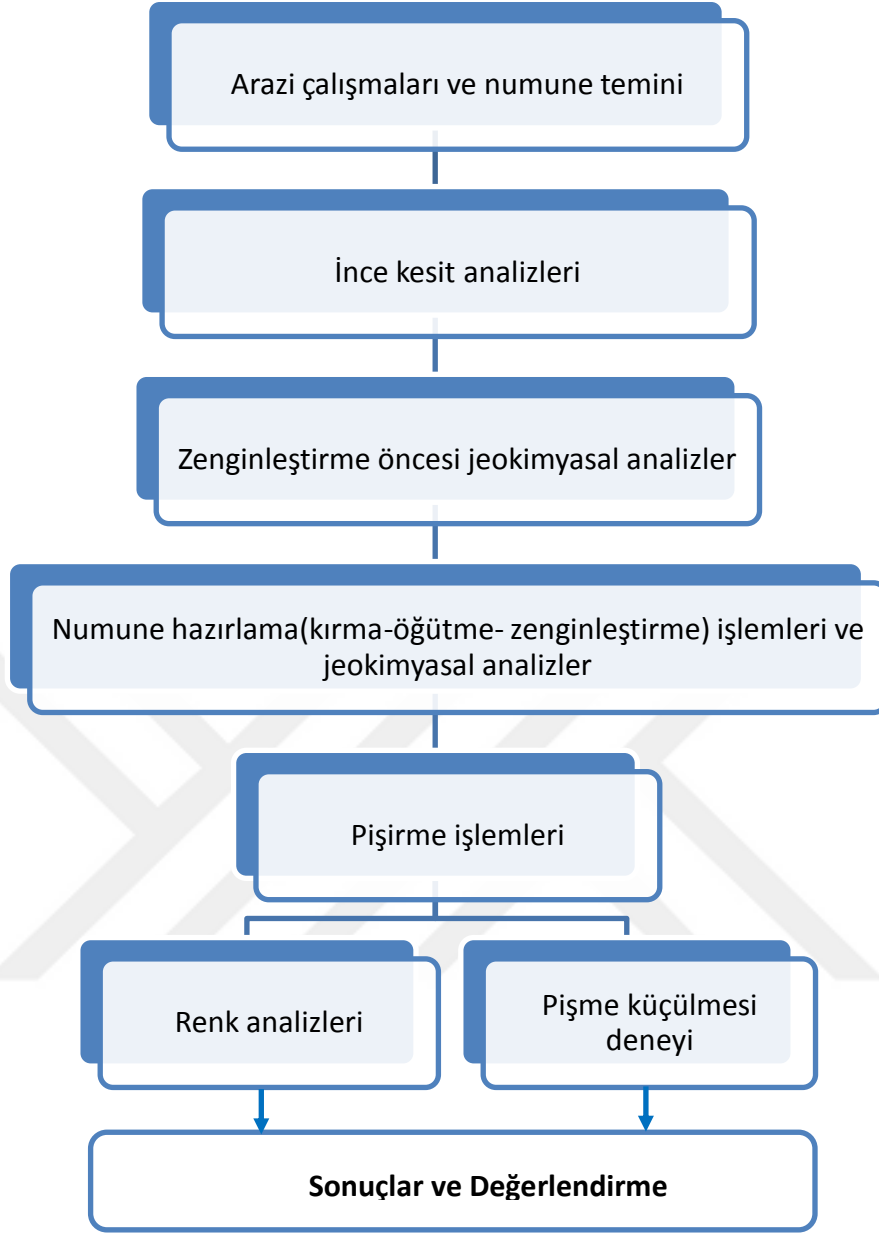 Arazi çalışmaları ve numune temini
İnce kesit analizleri
Zenginleştirme öncesi jeokimyasal analizler
Numune hazırlama(kırma-öğütme- zenginleştirme) işlemleri ve
jeokimyasal analizler
Pişirme işlemleri
Renk analizleri
Pişme küçülmesi
deneyi
Sonuçlar ve Değerlendirme